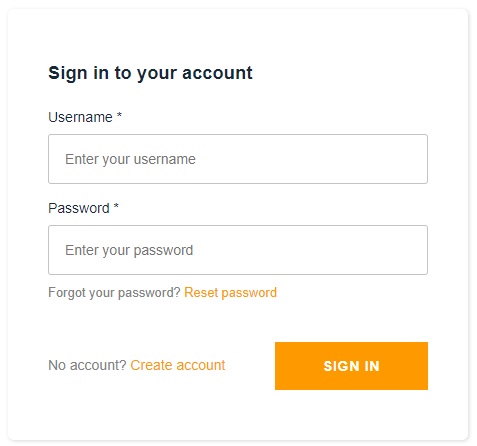 Sign in to your account
Username *
Enter your username
Password *
Enter your password
Forgot your password? Reset password
No account? Create account
SIGN IN